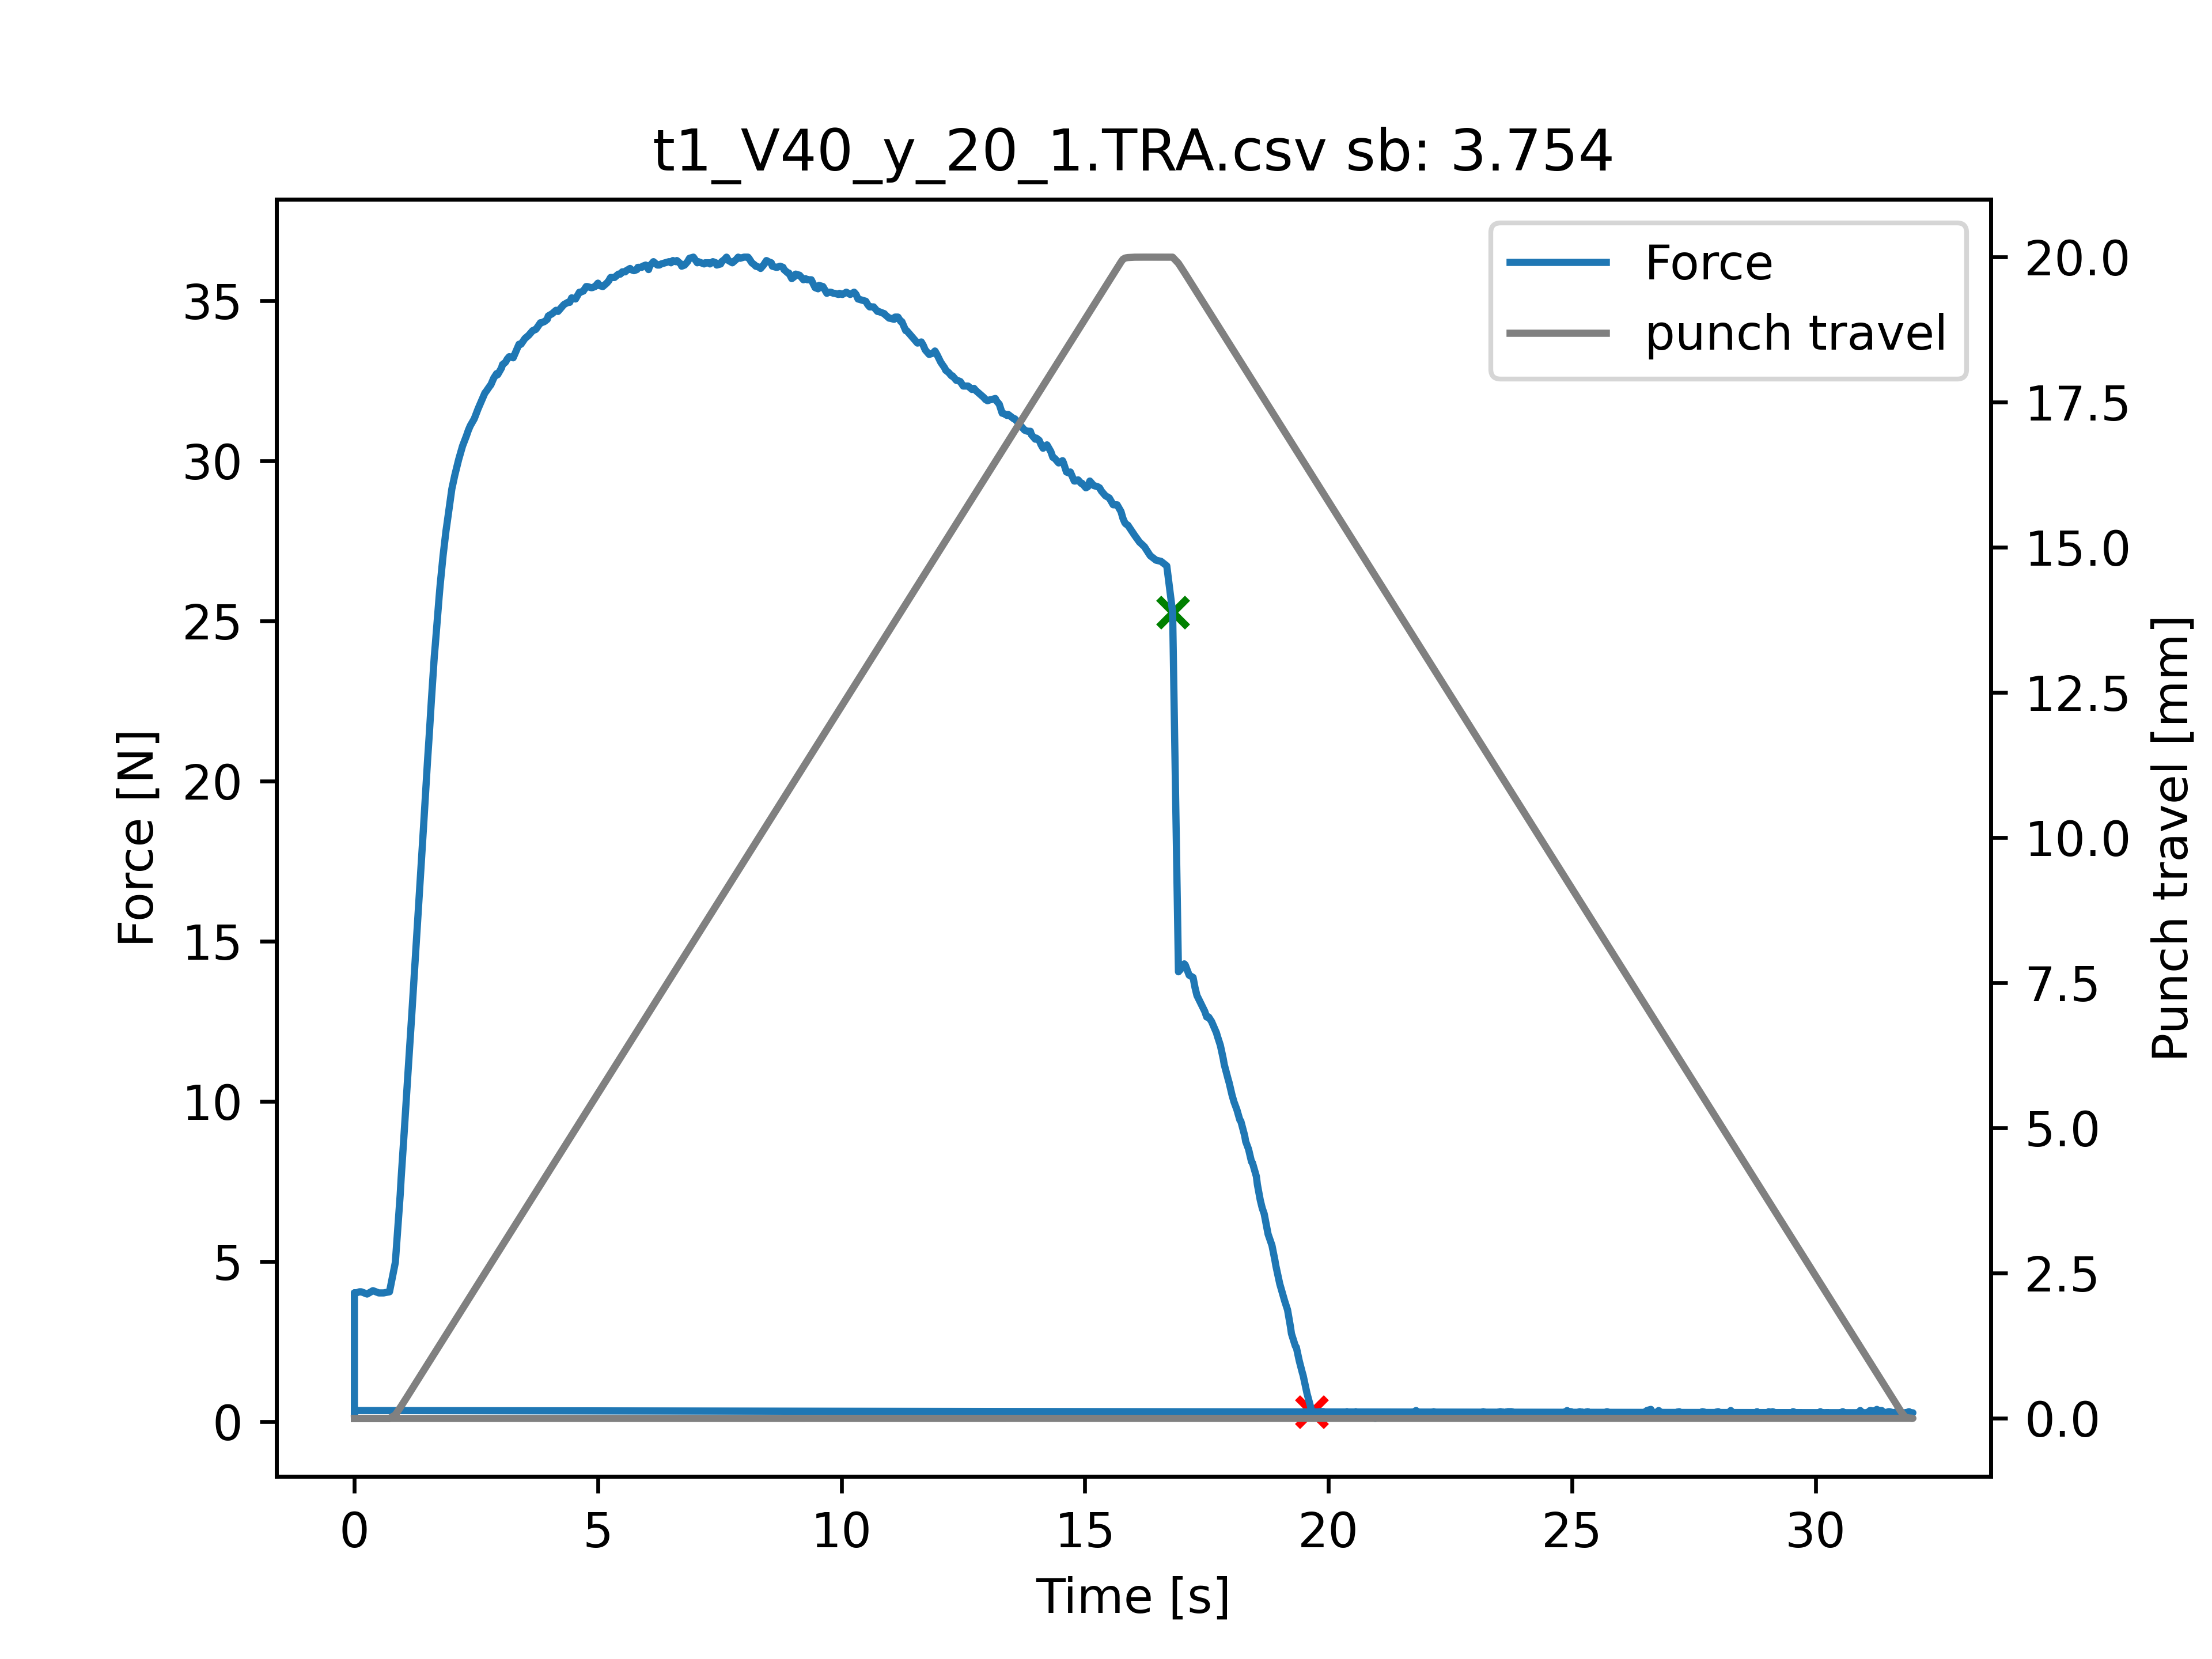 t1_V40_y_20_1.TRA.csv sb: 3.754
Force
punch travel
Force [N]
35
30
25
20
15
10
5
0
20.0
17.5
15.0
12.5
10.0
7.5
5.0
2.5
0.0
Punch travel [mm]
0 5 10 15 20 25 30
Time [s]